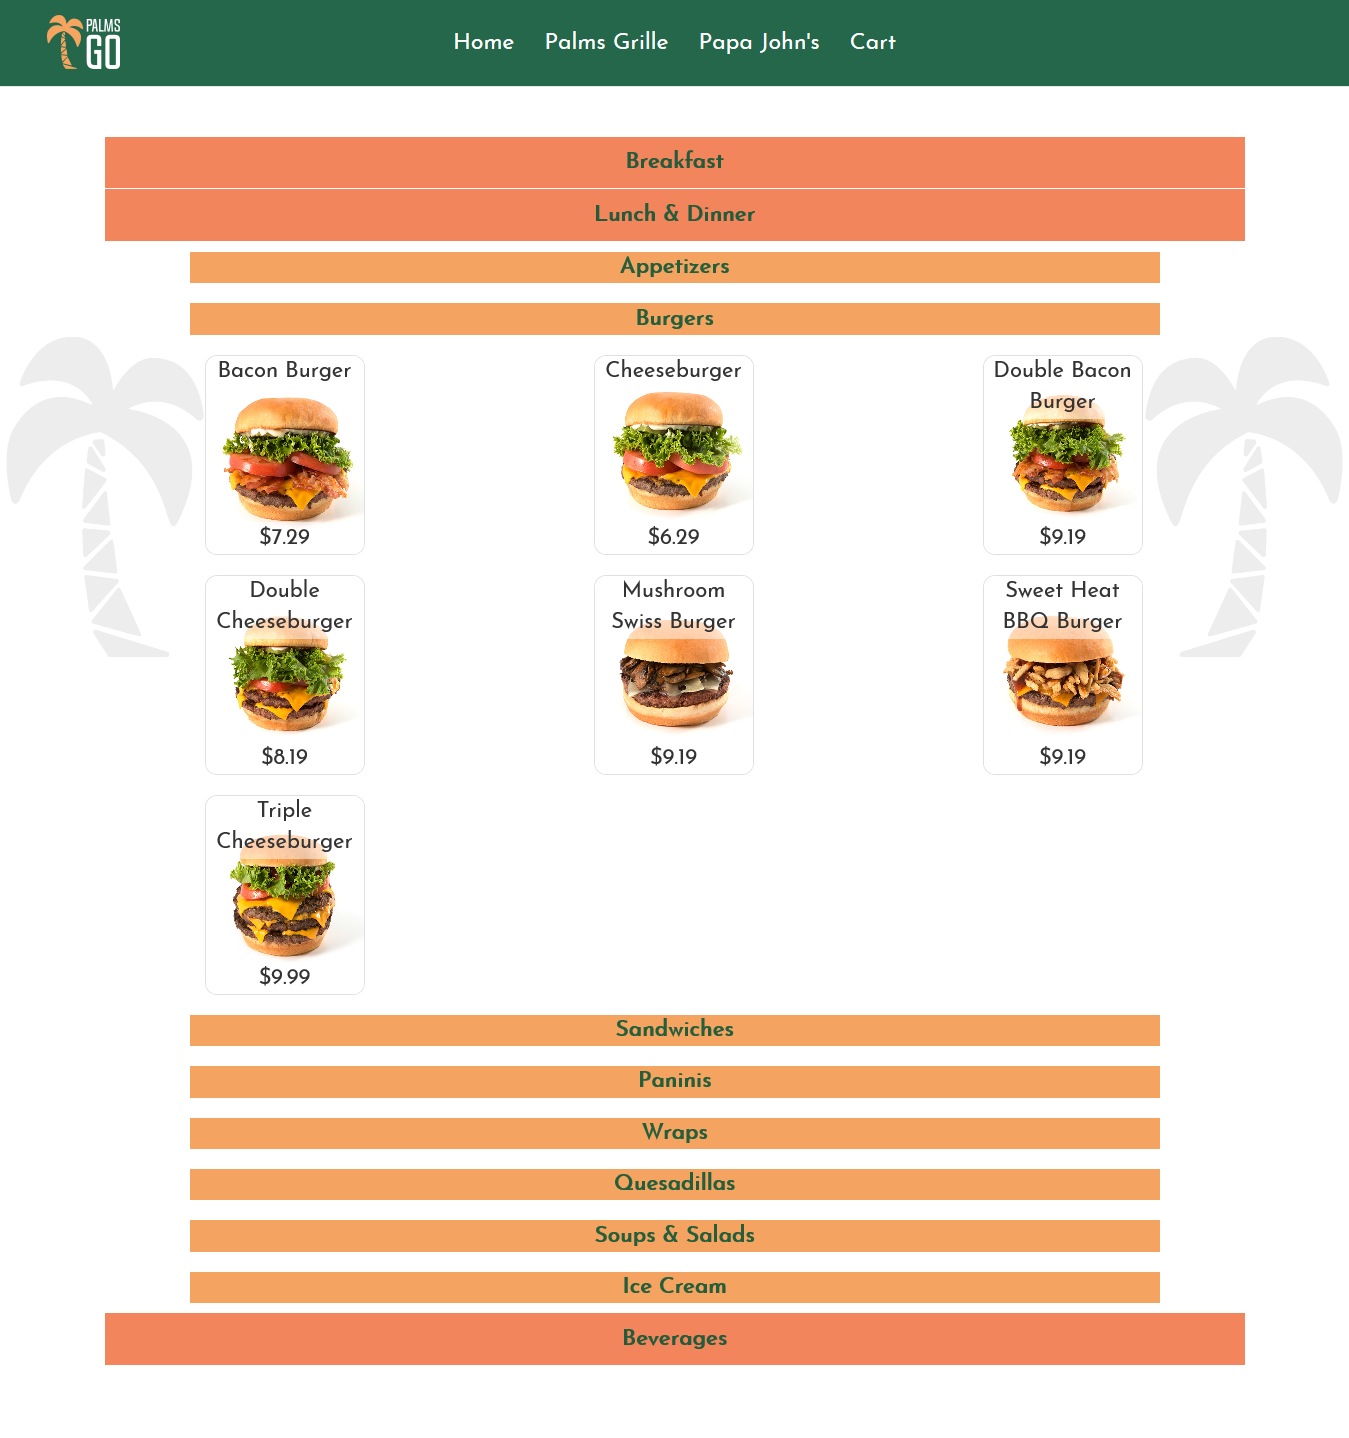 PALMS
GO
Home Palms Grille Papa John's Cart
Breakfast
Lunch & Dinner
Appetizers
Burgers
Bacon Burger
$7.29
Cheeseburger
$6.29
Double Bacon
Burger
$9.19
Double
Cheeseburger
$8.19
Mushroom
Swiss Burger
$9.19
Sweet Heat
BBQ Burger
$9.19
Triple
Cheeseburger
$9.99
Sandwiches
Paninis
Wraps
Quesadillas
Soups & Salads
Ice Cream
Beverages